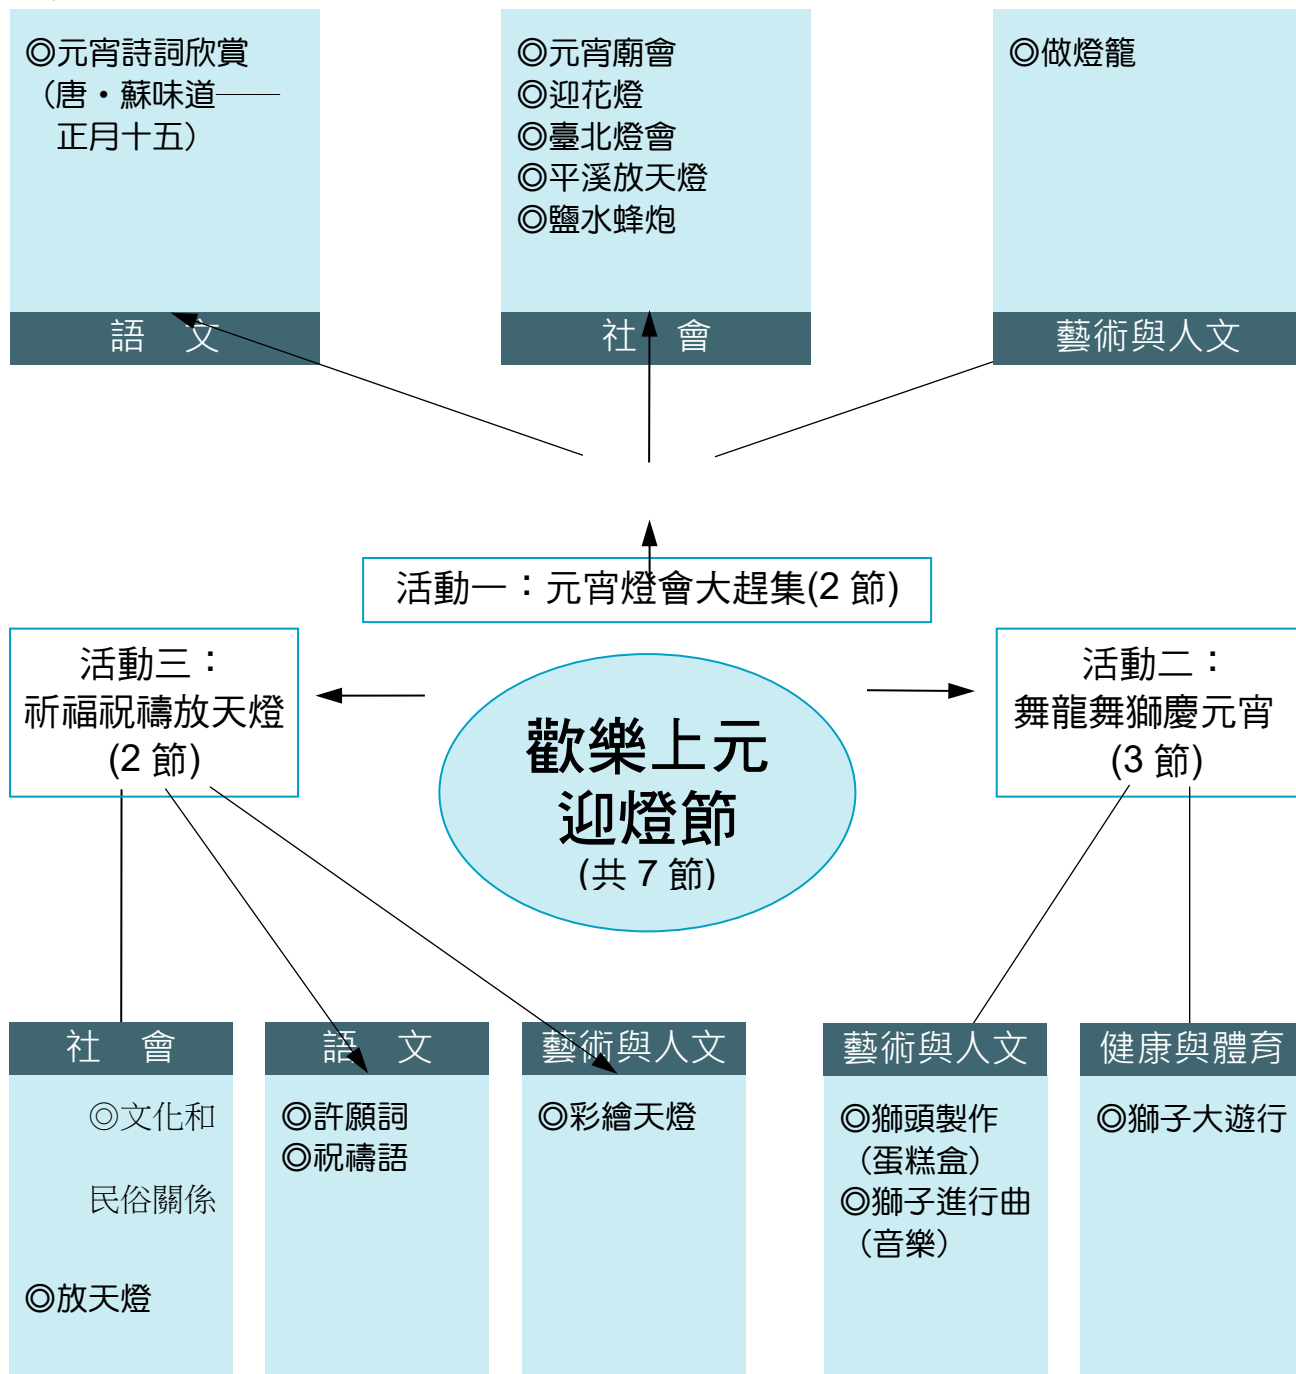 ◎元宵詩詞欣賞
（唐・蘇味道——
正月十五）
語 文
◎元宵廟會
◎迎花燈
◎臺北燈會
◎平溪放天燈
◎鹽水蜂炮
社 會
◎做燈籠
藝術與人文
活動一：元宵燈會大趕集(2 節)
活動三：
祈福祝禱放天燈
(2 節)
歡樂上元
迎燈節
(共 7 節)
活動二：
舞龍舞獅慶元宵
(3 節)
社 會
◎文化和
民俗關係
◎放天燈
語 文
◎許願詞
◎祝禱語
藝術與人文
◎彩繪天燈
藝術與人文
◎獅頭製作
（蛋糕盒）
◎獅子進行曲
（音樂）
健康與體育
◎獅子大遊行